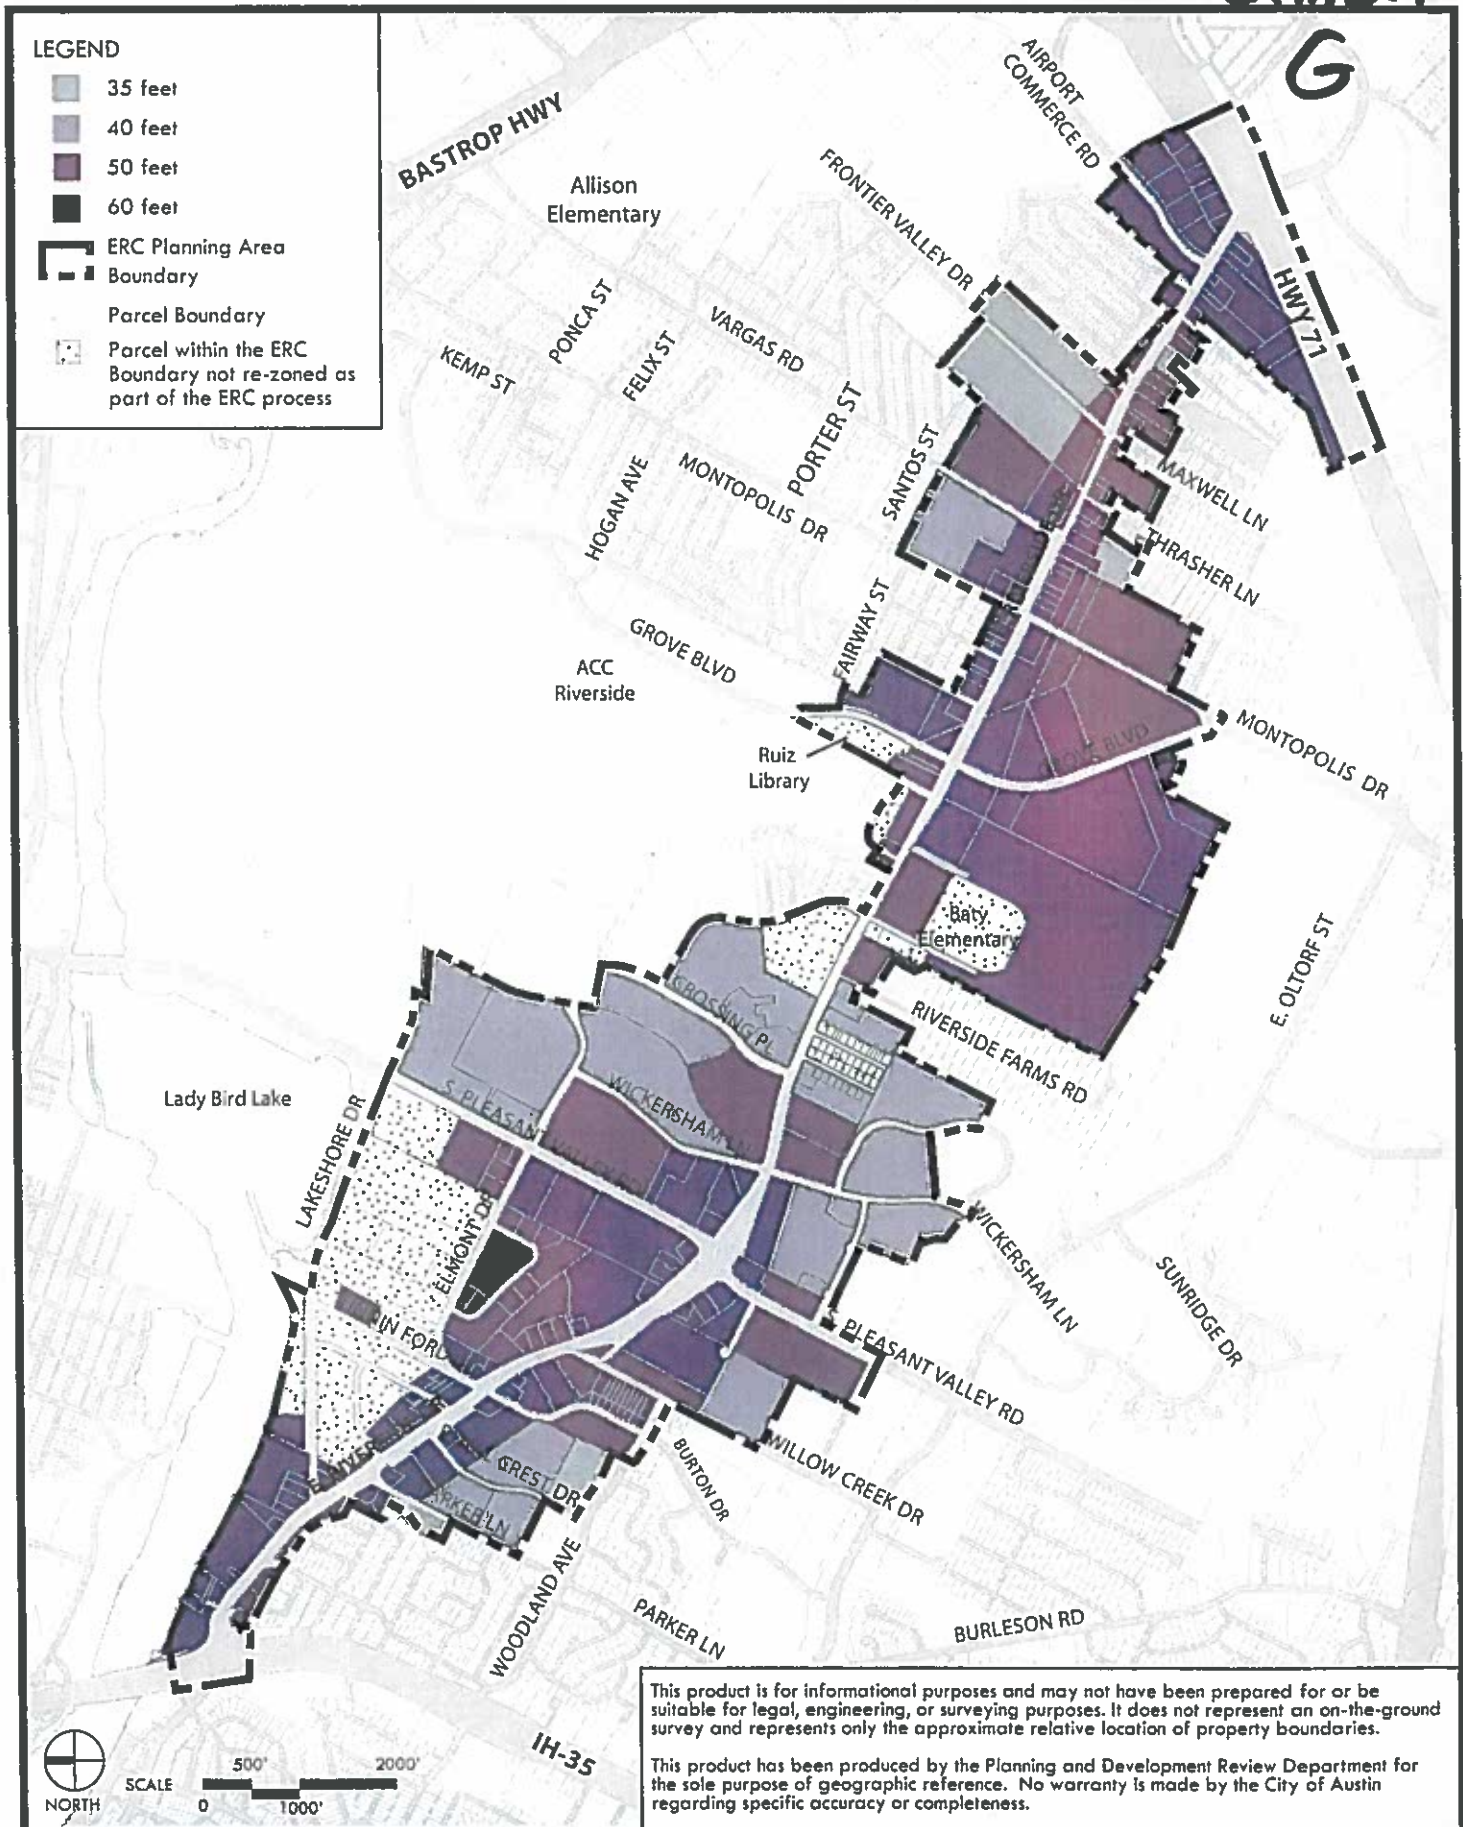 G
LEGEND
35 feet
40 feet
50 feet
60 feet
ERC Planning Area
Boundary
Parcel Boundary
Parcel within the ERC
Boundary not re-zoned as
part of the ERC process
BASTROP HWY
AIRPORT
COMMERCE RD
Allison
Elementary
FRONTIER VALLEY DR
HWY 71
PONCA ST
VARGAS RD
KEMP ST
FELIX ST
PORTER ST
SANTOS ST
MAXWELL LN
HOGAN AVE
MONTOPOLIS DR
THRASHER LN
FAIRWAY ST
GROVE BLVD
ACC
Riverside
GROVE BLVD
MONTOPOLIS DR
Ruiz
Library
Baty
Elementary
E. OLTORF ST
CROSSING PL
RIVERSIDE FARMS RD
Lady Bird Lake
LAKESHORE DR
S. PLEASANT VALLEY RD
WICKERSHAM LN
ELMONT DR
WICKERSHAM LN
SUNRIDGE DR
TIN FORD
PLEASANT VALLEY RD
WILLOW CREEK DR
BURTON DR
CREST DR
PARKER LN
WOODLAND AVE
PARKER LN
BURLESON RD
IH-35
NORTH
SCALE
500'
2000'
0
1000'
This product is for informational purposes and may not have been prepared for or be
suitable for legal, engineering, or surveying purposes. It does not represent an on-the-ground
survey and represents only the approximate relative location of property boundaries.
This product has been produced by the Planning and Development Review Department for
the sole purpose of geographic reference. No warranty is made by the City of Austin
regarding specific accuracy or completeness.